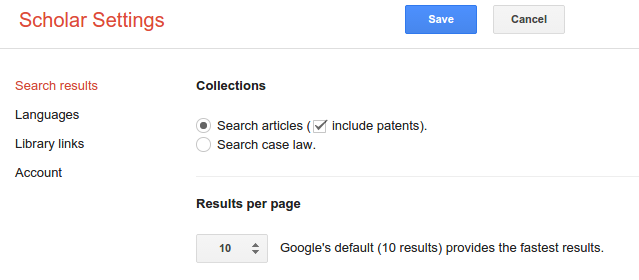 Scholar Settings
Save
Cancel
Search results
Languages
Library links
Account
Collections
Search articles ( include patents).
Search case law.
Results per page
10
Google's default (10 results) provides the fastest results.